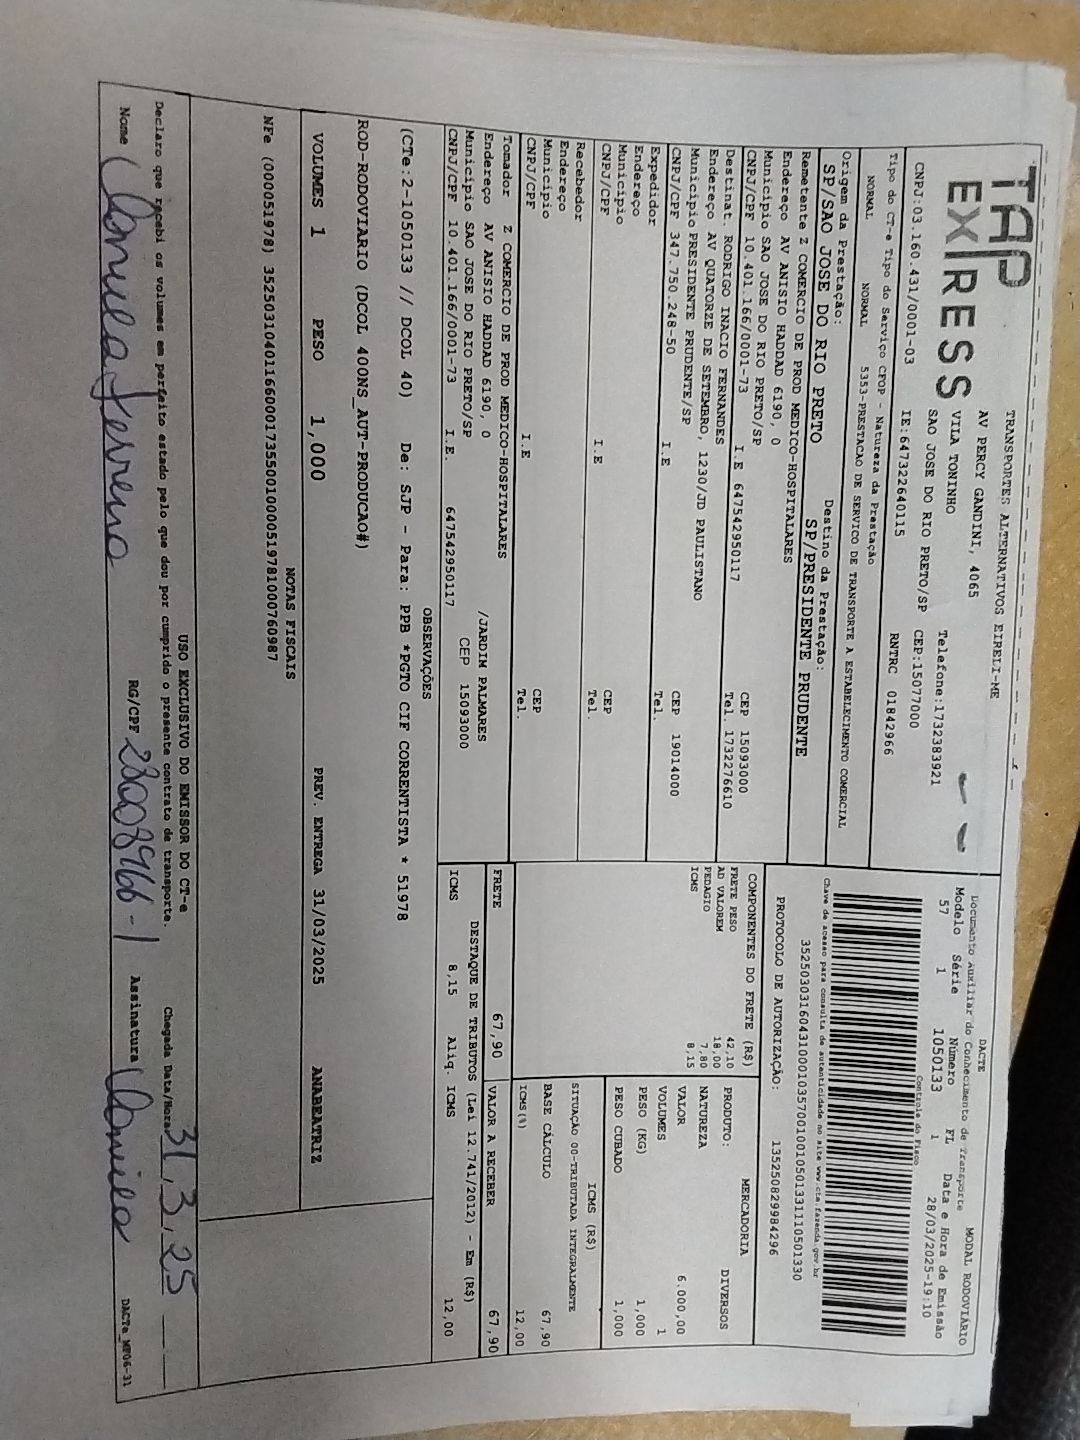 TAP
EXPRESS
TRANSPORTES ALTERNATIVOS EIRELI-ME
AV PERCY GANDINI, 4065
VILA TONINHO
SAO JOSE DO RIO PRETO/SP
Telefone:1732383921
CEP:15077000
CNPJ:03.160.431/0001-03 IE:647322640115 RNTRC 01842966
Tipo do CT-e Tipo do Serviço CFOP - Natureza da Prestação
NORMAL NORMAL 5353-PRESTACAO DE SERVICO DE TRANSPORTE A ESTABELECIMENTO COMERCIAL
Origem da Prestação: Destino da Prestação:
SP/SAO JOSE DO RIO PRETO SP/PRESIDENTE PRUDENTE
Remetente Z COMERCIO DE PROD MEDICO-HOSPITALARES
Endereço AV ANISIO HADDAD 6190, 0
Município SAO JOSE DO RIO PRETO/SP CEP 15093000
CNPJ/CPF 10.401.166/0001-73 I.E 647542950117 Tel. 1732276610
Destinat. RODRIGO INACIO FERNANDES
Endereço AV QUATORZE DE SETEMBRO, 1230/JD PAULISTANO
Município PRESIDENTE PRUDENTE/SP CEP 19014000
CNPJ/CPF 347.750.248-50 I.E Tel.
Expedidor
Endereço
Município CEP
CNPJ/CPF I.E Tel.
Recebedor
Endereço
Município CEP
CNPJ/CPF I.E Tel.
Tomador Z COMERCIO DE PROD MEDICO-HOSPITALARES
Endereço AV ANISIO HADDAD 6190, 0 /JARDIM PALMARES
Município SAO JOSE DO RIO PRETO/SP CEP 15093000
CNPJ/CPF 10.401.166/0001-73 I.E. 647542950117
DACTE MODAL RODOVIÁRIO
Documento Auxiliar do Conhecimento de Transporte
Modelo Série Número FL Data e Hora de Emissão
57 1 1050133 1 28/03/2025-19:10
Controle do Fisco
Chave de acesso para consulta de autenticidade no site www.cte.fazenda.gov.br
35250303160431000103570010010501331110501330
PROTOCOLO DE AUTORIZAÇÃO: 135250829984296
COMPONENTES DO FRETE (R$)
FRETE PESO 42,10
AD VALOREM 18,00
PEDAGIO 7,80
ICMS 8,15
MERCADORIA
PRODUTO: DIVERSOS
NATUREZA
VALOR 6.000,00
VOLUMES 1
PESO (KG) 1,000
PESO CUBADO 1,000
ICMS (R$)
SITUAÇÃO 00-TRIBUTADA INTEGRALMENTE
BASE CÁLCULO 67,90
ICMS(%) 12,00
FRETE 67,90 VALOR A RECEBER 67,90
DESTAQUE DE TRIBUTOS (Lei 12.741/2012) - Em (R$)
ICMS 8,15 Aliq. ICMS 12,00
OBSERVAÇÕES
(CTe:2-1050133 // DCOL 40) De: SJP - Para: PPB *PGTO CIF CORRENTISTA * 51978
ROD-RODOVIARIO (DCOL 400NS_AUT-PRODUCAO#)
VOLUMES 1 PESO 1,000 PREV. ENTREGA 31/03/2025 ANABEATRIZ
NOTAS FISCAIS
NFe (000051978) 35250310401166000173550010000519781000760987
USO EXCLUSIVO DO EMISSOR DO CT-e
Declaro que recebi os volumes em perfeito estado pelo que dou por cumprido o presente contrato de transporte. Chegada Data/Hora 31,3,25
Nome RG/CPF 28008966-1 Assinatura
DACTe_MF06-31